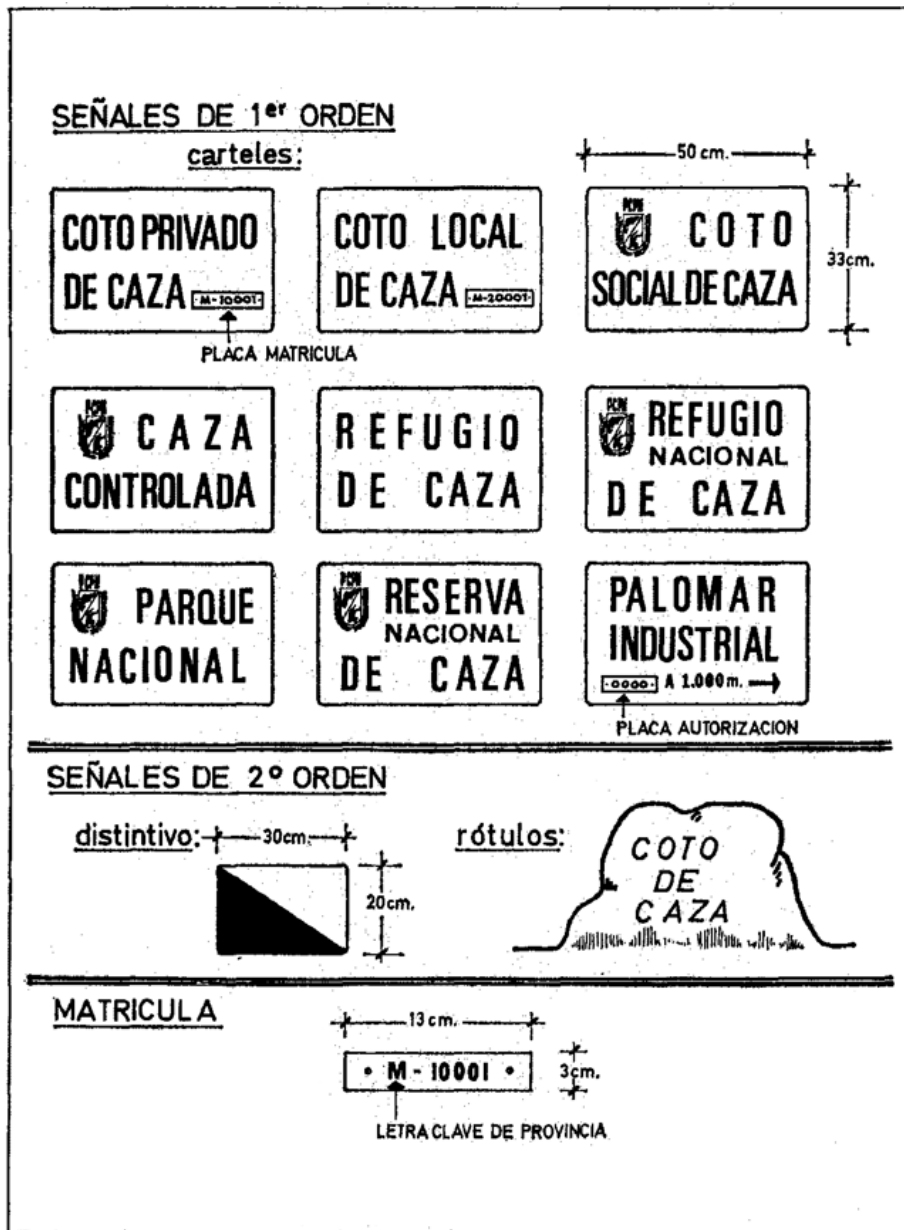 SEÑALES DE 1er ORDEN
carteles:
50 cm.
33cm.
COTO PRIVADO
DE CAZA ·M-10001·
PLACA MATRICULA
COTO LOCAL
DE CAZA ·M-20001·
COTO
SOCIAL DE CAZA
CAZA
CONTROLADA
REFUGIO
DE CAZA
REFUGIO
NACIONAL
DE CAZA
PARQUE
NACIONAL
RESERVA
NACIONAL
DE CAZA
PALOMAR
INDUSTRIAL
·0000· A 1.000m.
PLACA AUTORIZACION
SEÑALES DE 2º ORDEN
distintivo:
30cm.
20cm.
rótulos:
COTO
DE
CAZA
MATRICULA
13 cm.
• M - 10001 •
3cm.
LETRA CLAVE DE PROVINCIA